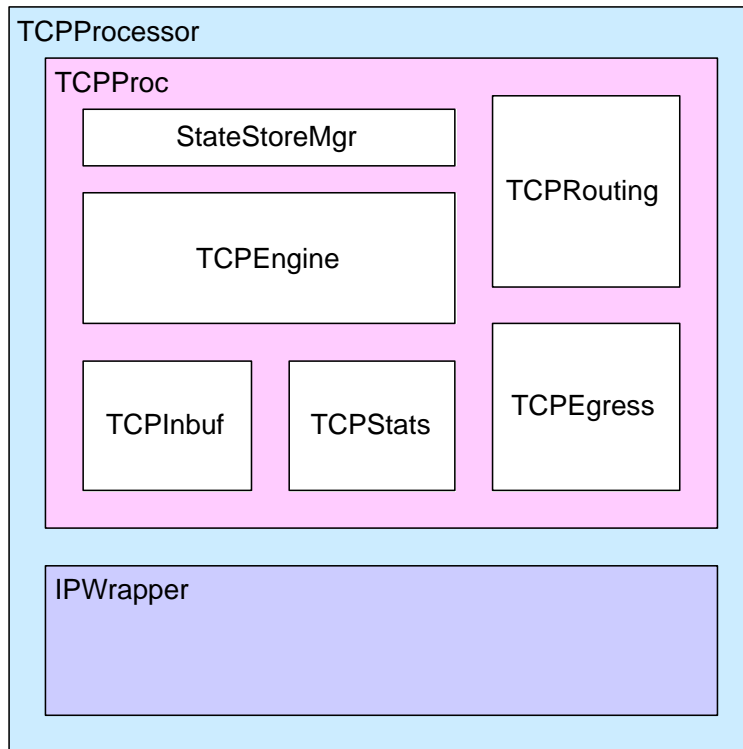 TCPProcessor
TCPProc
StateStoreMgr
TCPRouting
TCPEngine
TCPInbuf
TCPStats
TCPEgress
IPWrapper